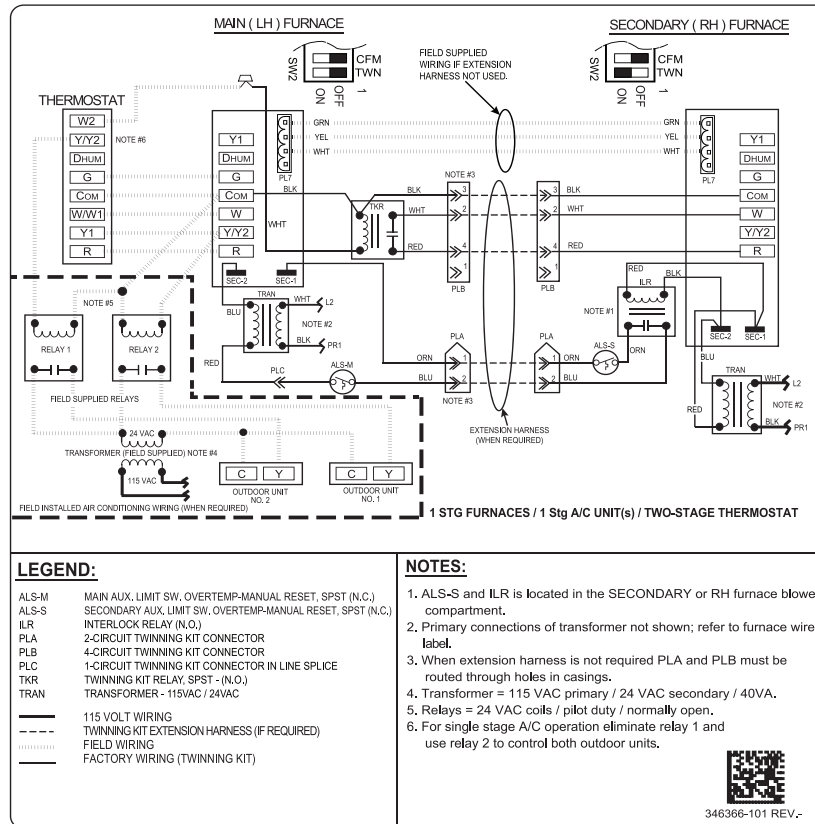 MAIN ( LH ) FURNACE
SECONDARY ( RH ) FURNACE
SW2
CFM
TWN
ON
OFF
1
FIELD SUPPLIED
WIRING IF EXTENSION
HARNESS NOT USED.
SW2
CFM
TWN
ON
OFF
1
THERMOSTAT
W2
Y/Y2
NOTE #6
DHUM
G
COM
W/W1
Y1
R
Y1
DHUM
G
COM
W
Y/Y2
R
SEC-2
SEC-1
PL7
GRN
YEL
WHT
GRN
YEL
WHT
PL7
Y1
DHUM
G
COM
W
Y/Y2
R
SEC-2
SEC-1
BLK
WHT
TKR
BLK
WHT
RED
NOTE #3
3
2
4
1
PLB
3
2
4
1
PLB
BLK
WHT
RED
RED
BLK
ILR
NOTE #1
NOTE #5
RELAY 1
RELAY 2
FIELD SUPPLIED RELAYS
BLU
TRAN
WHT
L2
NOTE #2
BLK
PR1
RED
PLC
ALS-M
ORN
BLU
PLA
1
2
NOTE #3
PLA
1
2
ORN
BLU
ALS-S
ORN
BLU
RED
TRAN
WHT
L2
NOTE #2
BLK
PR1
EXTENSION HARNESS
(WHEN REQUIRED)
24 VAC
TRANSFORMER (FIELD SUPPLIED) NOTE #4
115 VAC
C Y
OUTDOOR UNIT
NO. 2
C Y
OUTDOOR UNIT
NO. 1
FIELD INSTALLED AIR CONDITIONING WIRING (WHEN REQUIRED)
1 STG FURNACES / 1 Stg A/C UNIT(s) / TWO-STAGE THERMOSTAT
LEGEND:
ALS-M MAIN AUX. LIMIT SW. OVERTEMP-MANUAL RESET, SPST (N.C.)
ALS-S SECONDARY AUX. LIMIT SW. OVERTEMP-MANUAL RESET, SPST (N.C.)
ILR INTERLOCK RELAY (N.O.)
PLA 2-CIRCUIT TWINNING KIT CONNECTOR
PLB 4-CIRCUIT TWINNING KIT CONNECTOR
PLC 1-CIRCUIT TWINNING KIT CONNECTOR IN LINE SPLICE
TKR TWINNING KIT RELAY, SPST - (N.O.)
TRAN TRANSFORMER - 115VAC / 24VAC
115 VOLT WIRING
TWINNING KIT EXTENSION HARNESS (IF REQUIRED)
FIELD WIRING
FACTORY WIRING (TWINNING KIT)
NOTES:
1. ALS-S and ILR is located in the SECONDARY or RH furnace blowe
compartment.
2. Primary connections of transformer not shown; refer to furnace wire
label.
3. When extension harness is not required PLA and PLB must be
routed through holes in casings.
4. Transformer = 115 VAC primary / 24 VAC secondary / 40VA.
5. Relays = 24 VAC coils / pilot duty / normally open.
6. For single stage A/C operation eliminate relay 1 and
use relay 2 to control both outdoor units.
346366-101 REV.-